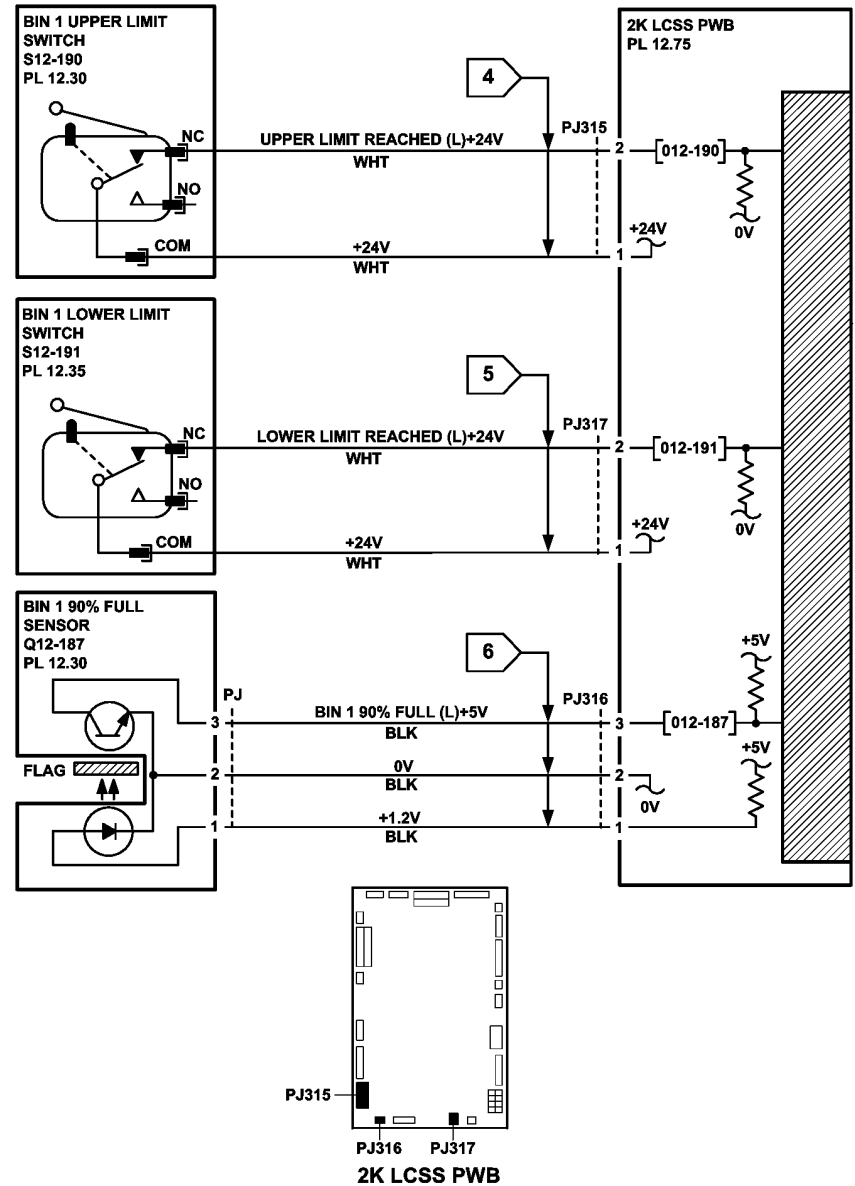 BIN 1 UPPER LIMIT
SWITCH
S12-190
PL 12.30
NC
NO
COM
4
UPPER LIMIT REACHED (L)+24V
WHT
+24V
WHT
PJ315
2
1
2K LCSS PWB
PL 12.75
[012-190]
0V
+24V
BIN 1 LOWER LIMIT
SWITCH
S12-191
PL 12.35
NC
NO
COM
5
LOWER LIMIT REACHED (L)+24V
WHT
+24V
WHT
PJ317
2
1
[012-191]
0V
+24V
BIN 1 90% FULL
SENSOR
Q12-187
PL 12.30
FLAG
PJ
3
2
1
6
BIN 1 90% FULL (L)+5V
BLK
0V
BLK
+1.2V
BLK
PJ316
3
2
1
[012-187]
+5V
+5V
0V
PJ315
PJ316
PJ317
2K LCSS PWB